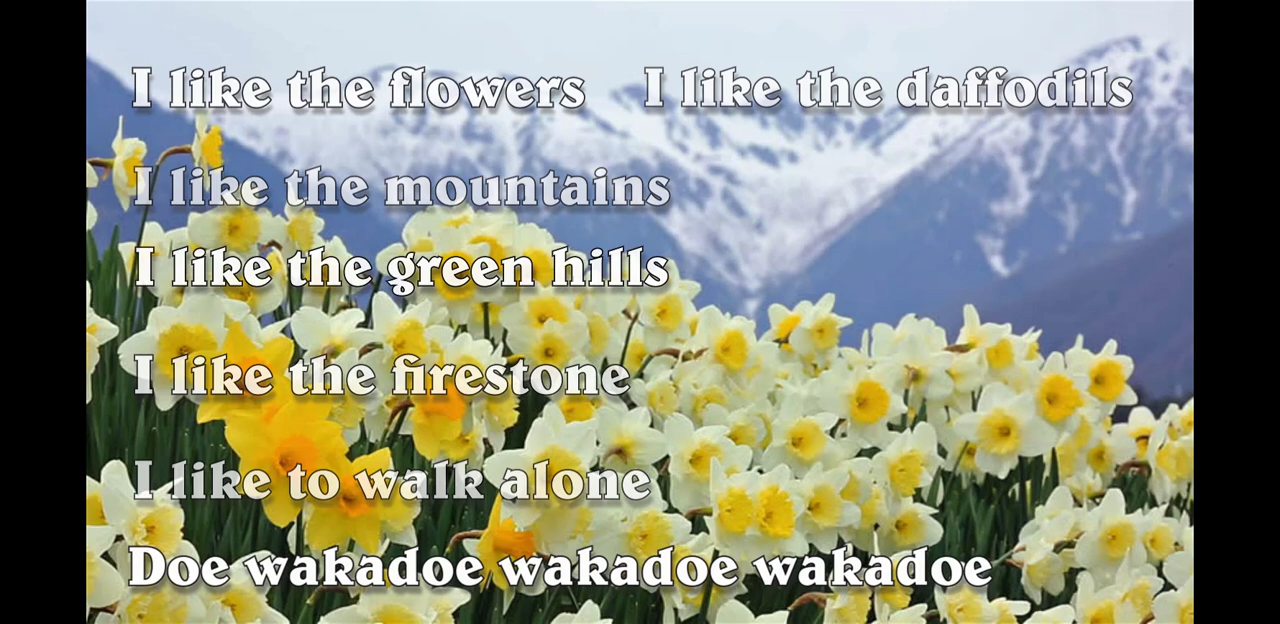 I like the flowers I like the daffodils
I like the mountains
I like the green hills
I like the firestone
I like to walk alone
Doe wakadoe wakadoe wakadoe